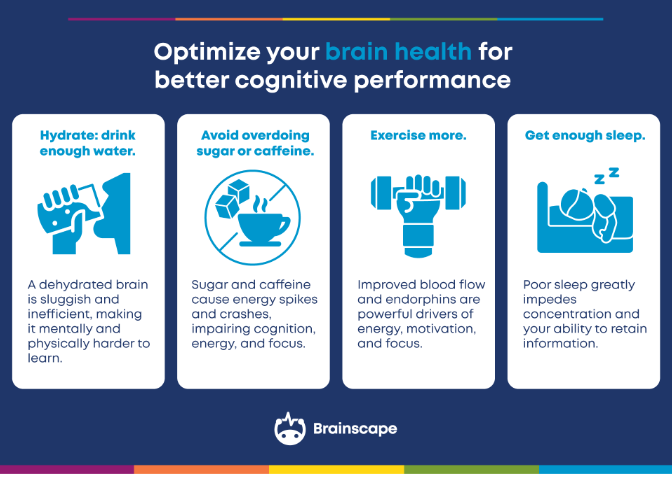 Optimize your brain health for
better cognitive performance
Hydrate: drink
enough water.
A dehydrated brain
is sluggish and
inefficient, making
it mentally and
physically harder to
learn.
Avoid overdoing
sugar or caffeine.
Sugar and caffeine
cause energy spikes
and crashes,
impairing cognition,
energy, and focus.
Exercise more.
Improved blood flow
and endorphins are
powerful drivers of
energy, motivation,
and focus.
Get enough sleep.
z z
Poor sleep greatly
impedes
concentration and
your ability to retain
information.
Brainscape